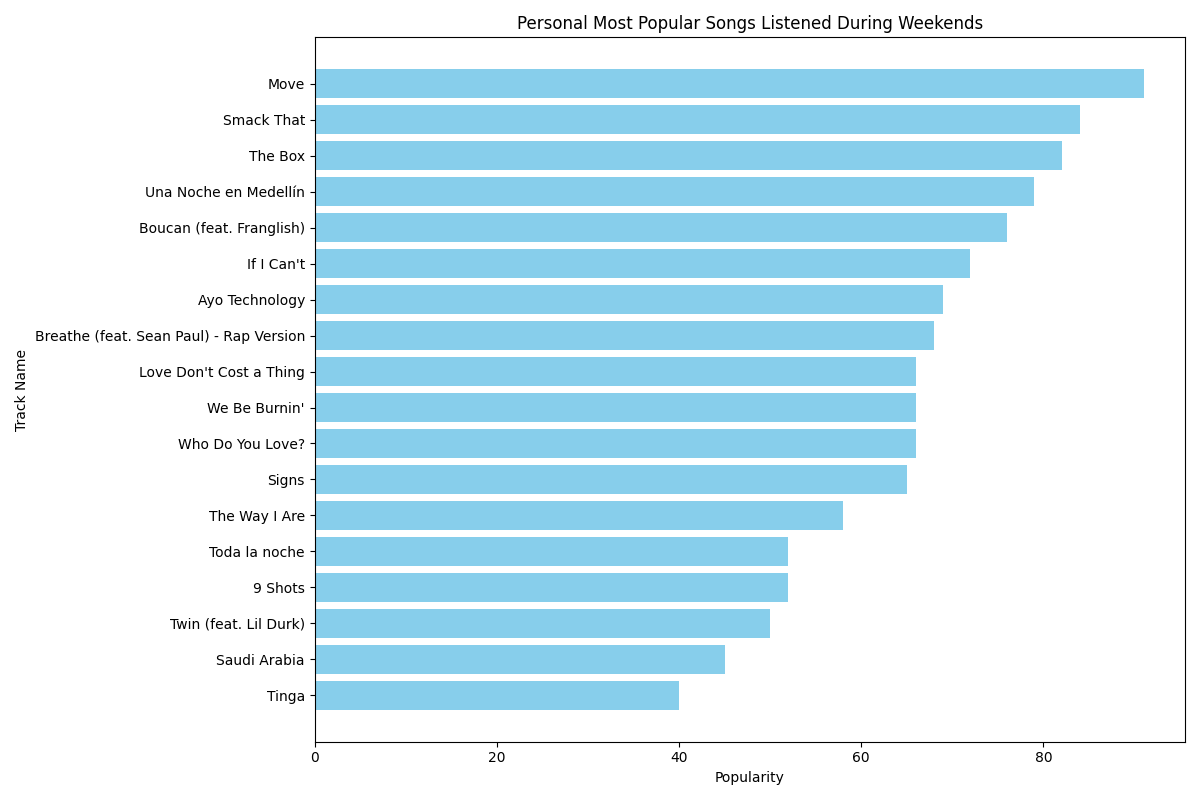 Personal Most Popular Songs Listened During Weekends
Track Name
Move
Smack That
The Box
Una Noche en Medellín
Boucan (feat. Franglish)
If I Can't
Ayo Technology
Breathe (feat. Sean Paul) - Rap Version
Love Don't Cost a Thing
We Be Burnin'
Who Do You Love?
Signs
The Way I Are
Toda la noche
9 Shots
Twin (feat. Lil Durk)
Saudi Arabia
Tinga
0 20 40 60 80
Popularity